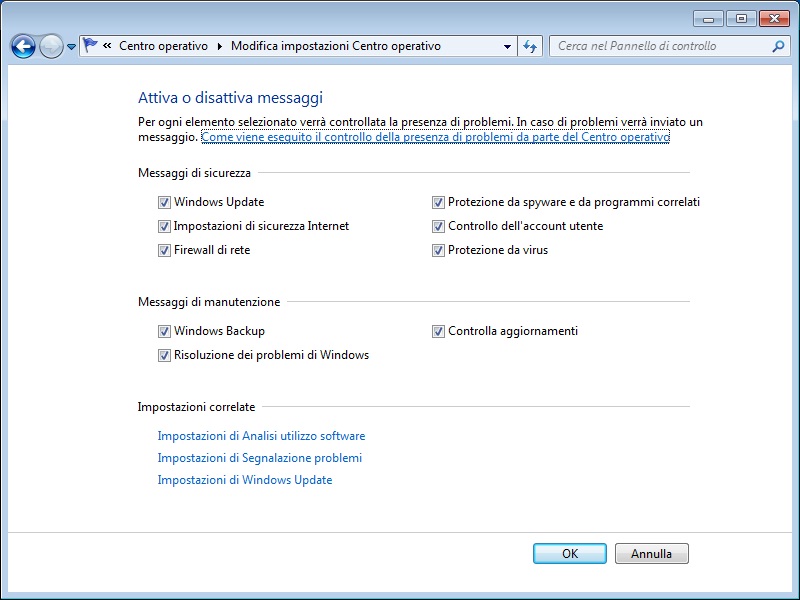 « Centro operativo Modifica impostazioni Centro operativo Cerca nel Pannello di controllo
Attiva o disattiva messaggi
Per ogni elemento selezionato verrà controllata la presenza di problemi. In caso di problemi verrà inviato un
messaggio. Come viene eseguito il controllo della presenza di problemi da parte del Centro operativo
Messaggi di sicurezza
Windows Update Protezione da spyware e da programmi correlati
Impostazioni di sicurezza Internet Controllo dell'account utente
Firewall di rete Protezione da virus
Messaggi di manutenzione
Windows Backup Controlla aggiornamenti
Risoluzione dei problemi di Windows
Impostazioni correlate
Impostazioni di Analisi utilizzo software
Impostazioni di Segnalazione problemi
Impostazioni di Windows Update
OK Annulla